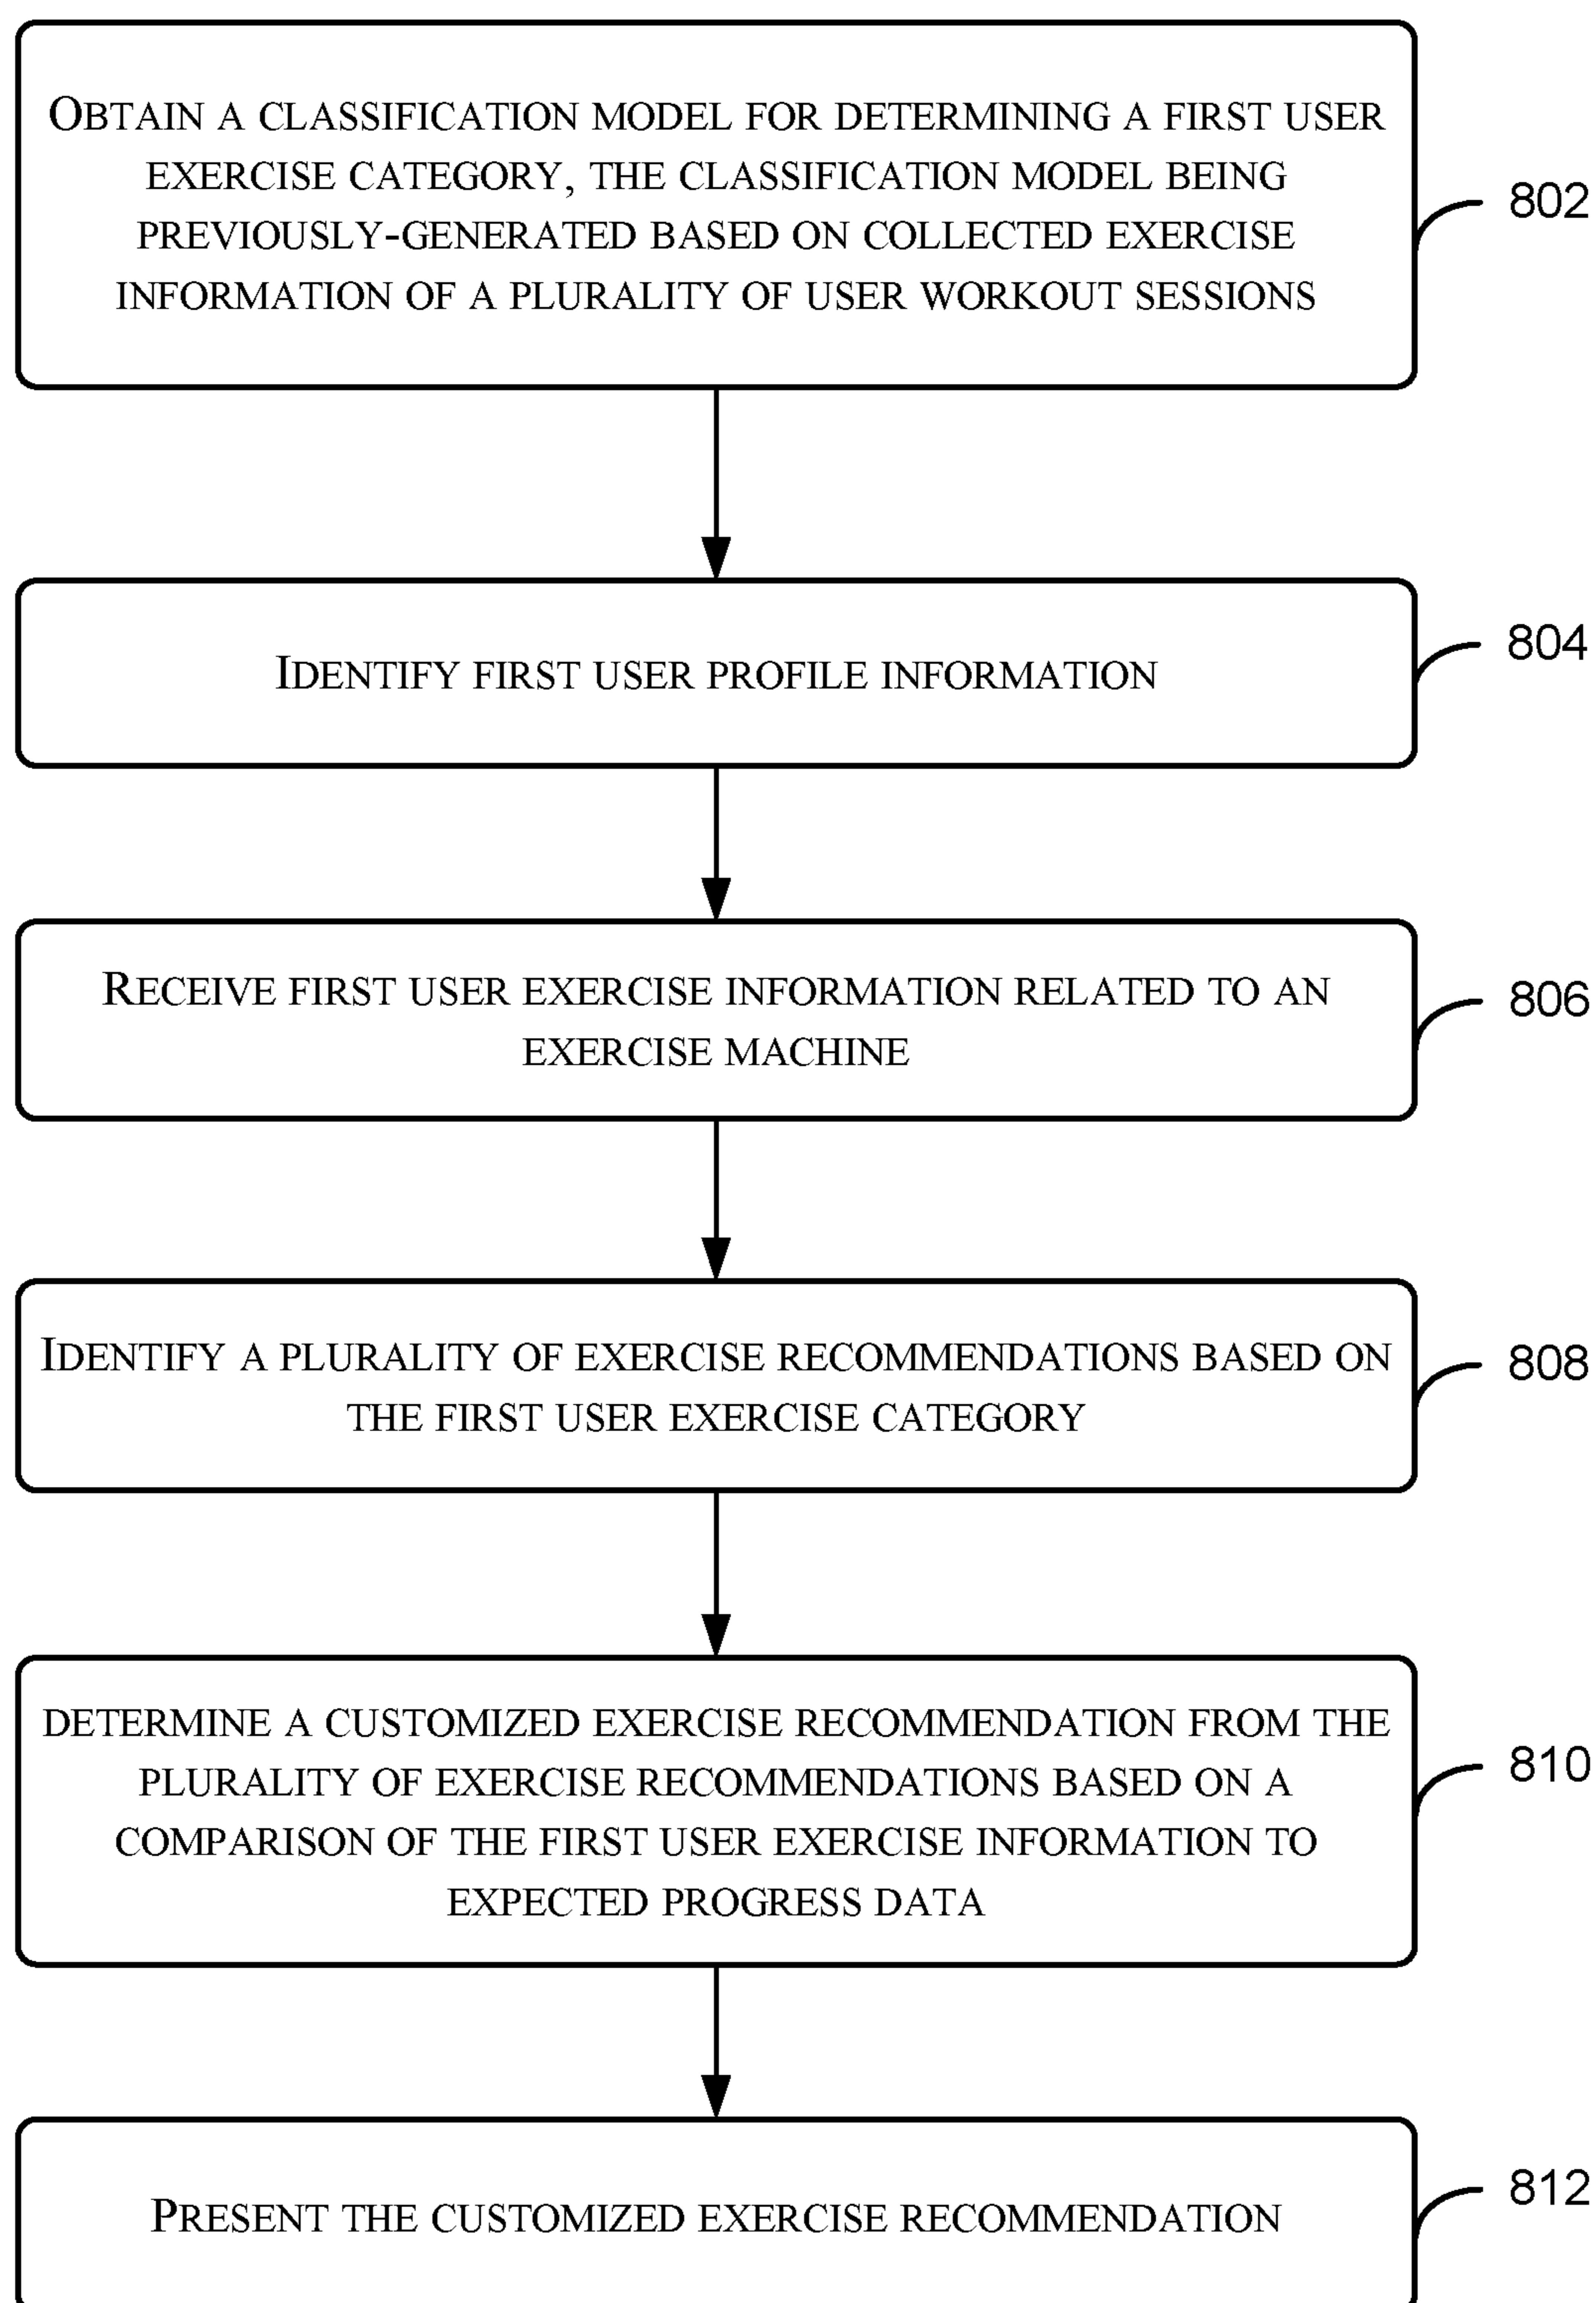 OBTAIN A CLASSIFICATION MODEL FOR DETERMINING A FIRST USER
EXERCISE CATEGORY, THE CLASSIFICATION MODEL BEING
PREVIOUSLY-GENERATED BASED ON COLLECTED EXERCISE
INFORMATION OF A PLURALITY OF USER WORKOUT SESSIONS
802
IDENTIFY FIRST USER PROFILE INFORMATION
804
RECEIVE FIRST USER EXERCISE INFORMATION RELATED TO AN
EXERCISE MACHINE
806
IDENTIFY A PLURALITY OF EXERCISE RECOMMENDATIONS BASED ON
THE FIRST USER EXERCISE CATEGORY
808
DETERMINE A CUSTOMIZED EXERCISE RECOMMENDATION FROM THE
PLURALITY OF EXERCISE RECOMMENDATIONS BASED ON A
COMPARISON OF THE FIRST USER EXERCISE INFORMATION TO
EXPECTED PROGRESS DATA
810
PRESENT THE CUSTOMIZED EXERCISE RECOMMENDATION
812